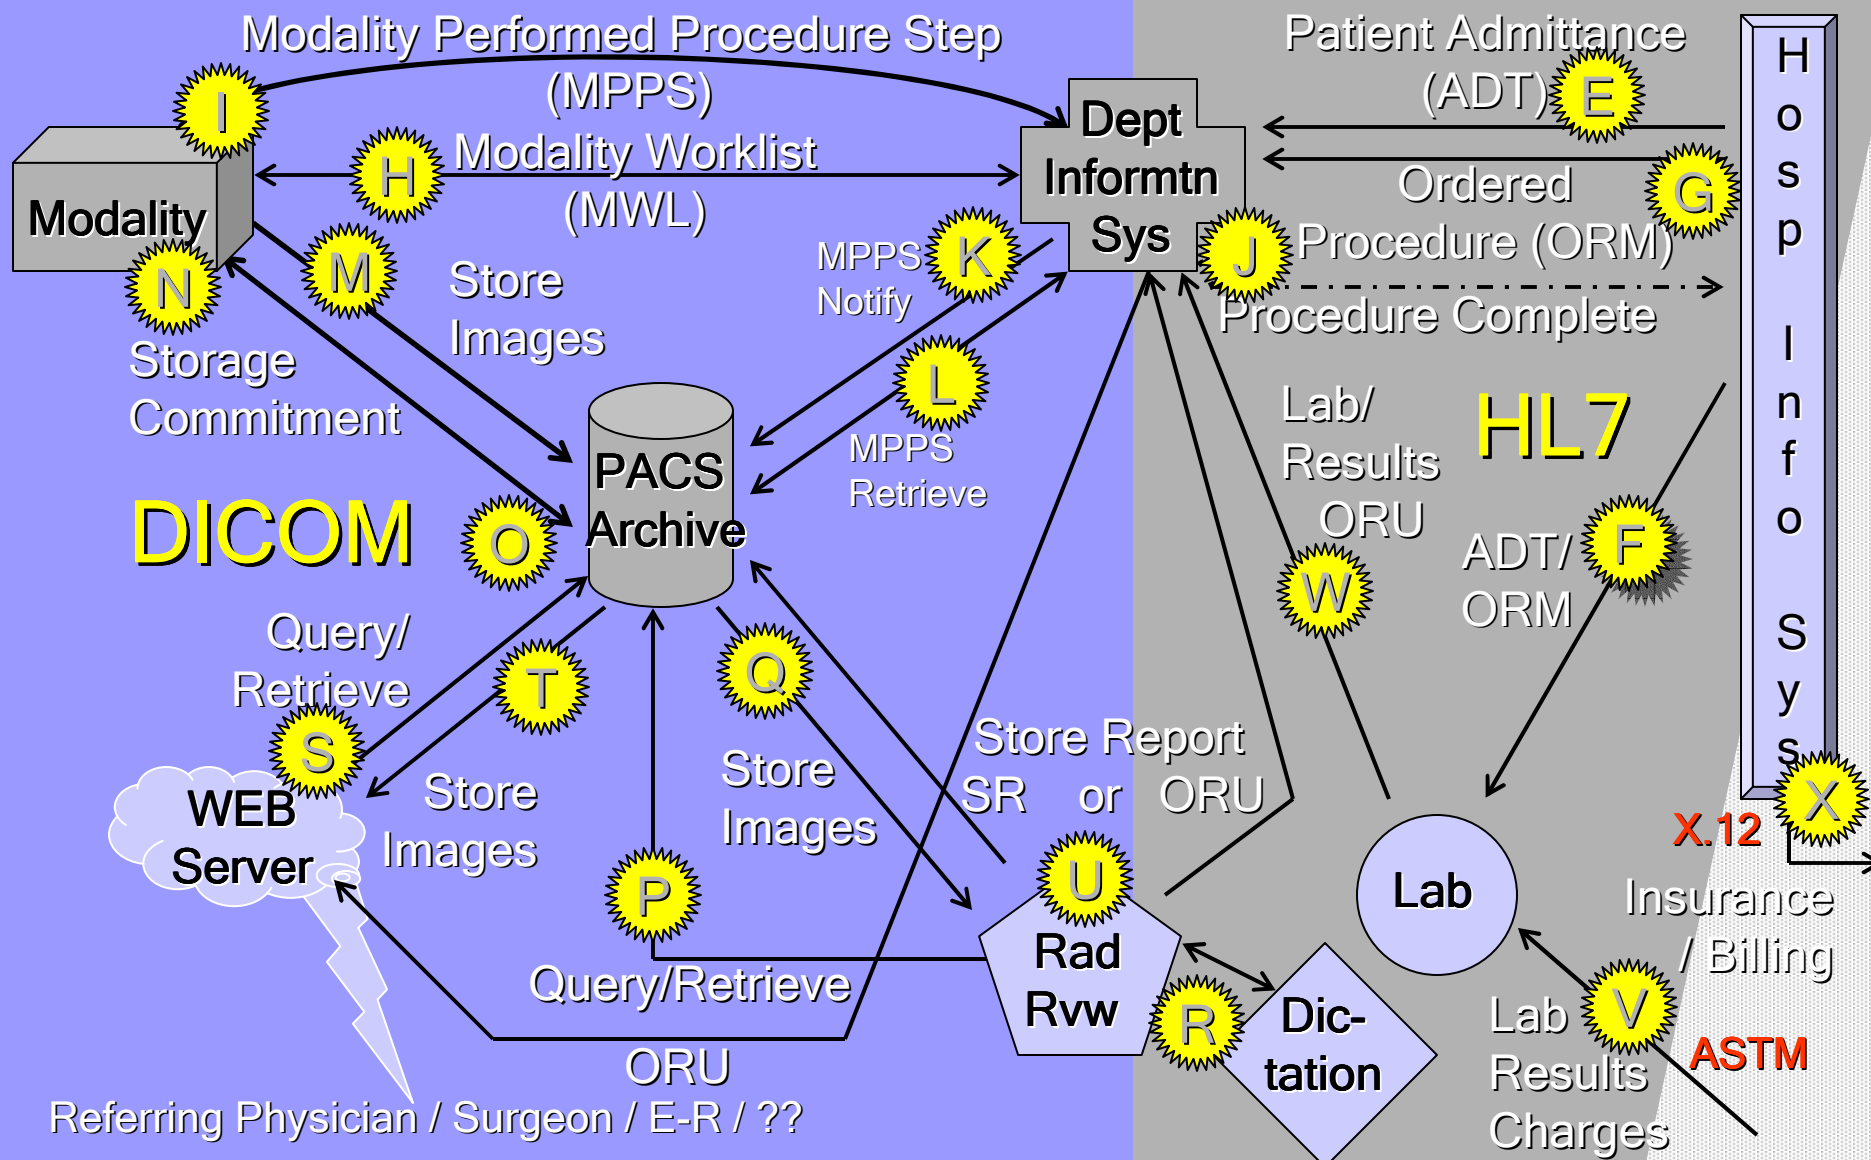 Modality Performed Procedure Step
(MPPS)
Patient Admittance
(ADT)
E
I
H
Modality Worklist
(MWL)
Dept
Informtn
Sys
Ordered
Procedure (ORM)
G
J
Procedure Complete
Hosp Info Sys
Modality
N
M
Store
Images
MPPS
Notify
K
L
MPPS
Retrieve
Storage
Commitment
DICOM
O
PACS
Archive
Lab/
Results
ORU
HL7
W
ADT/
ORM
F
Query/
Retrieve
S
T
Q
WEB
Server
Store
Images
Store
Images
Store Report
SR or ORU
P
U
Rad
Rvw
Query/Retrieve
R
Dic-
tation
Lab
X
X.12
Insurance
/ Billing
V
Lab
Results
Charges
ASTM
ORU
Referring Physician / Surgeon / E-R / ??